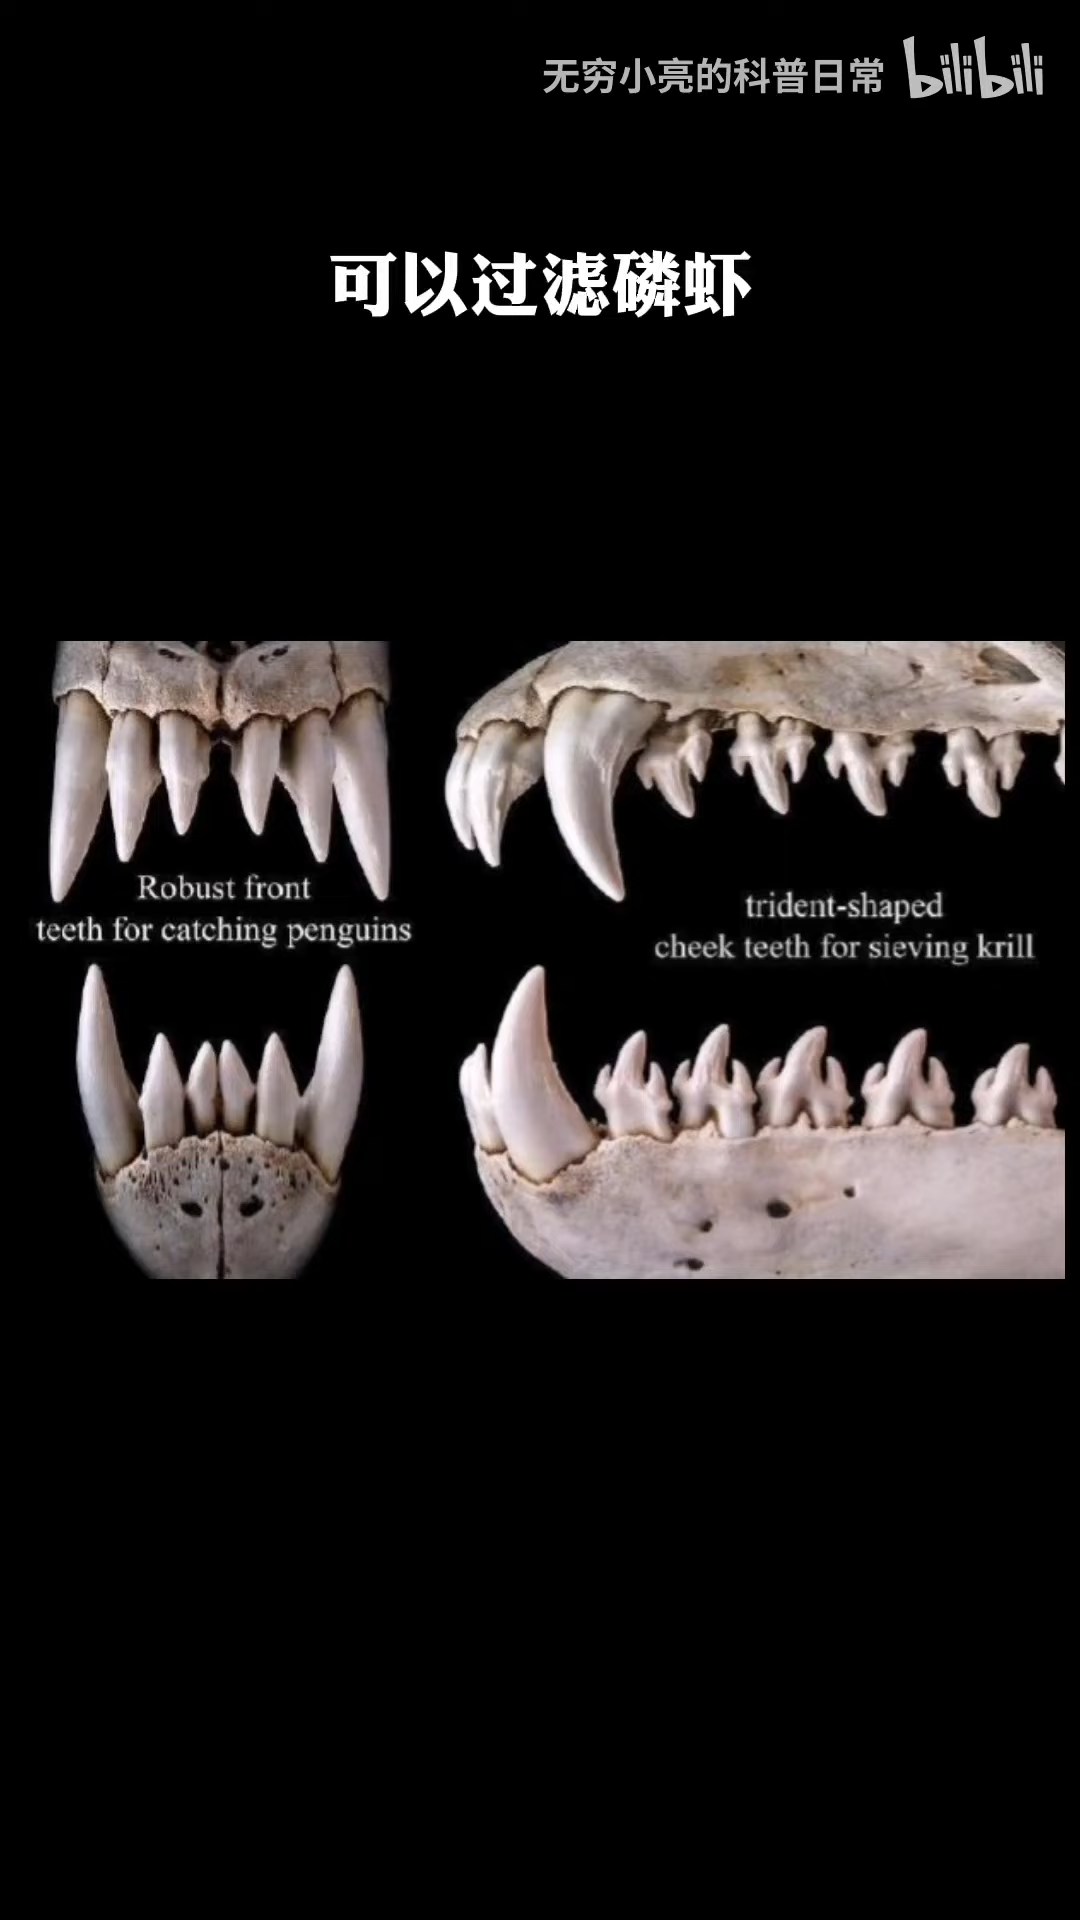 无穷小亮的科普日常 bilibili
可以过滤磷虾
Robust front
teeth for catching penguins
trident-shaped
cheek teeth for sieving krill